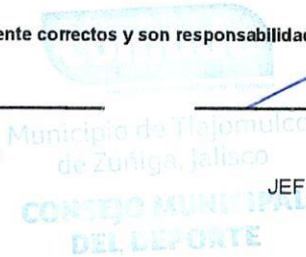 ente correctos y son responsabilidad
Municipio de Tlajomulco
de Zúñiga, Jalisco
JEF
CONSEJO MUNICIPAL
DEL DEPORTE